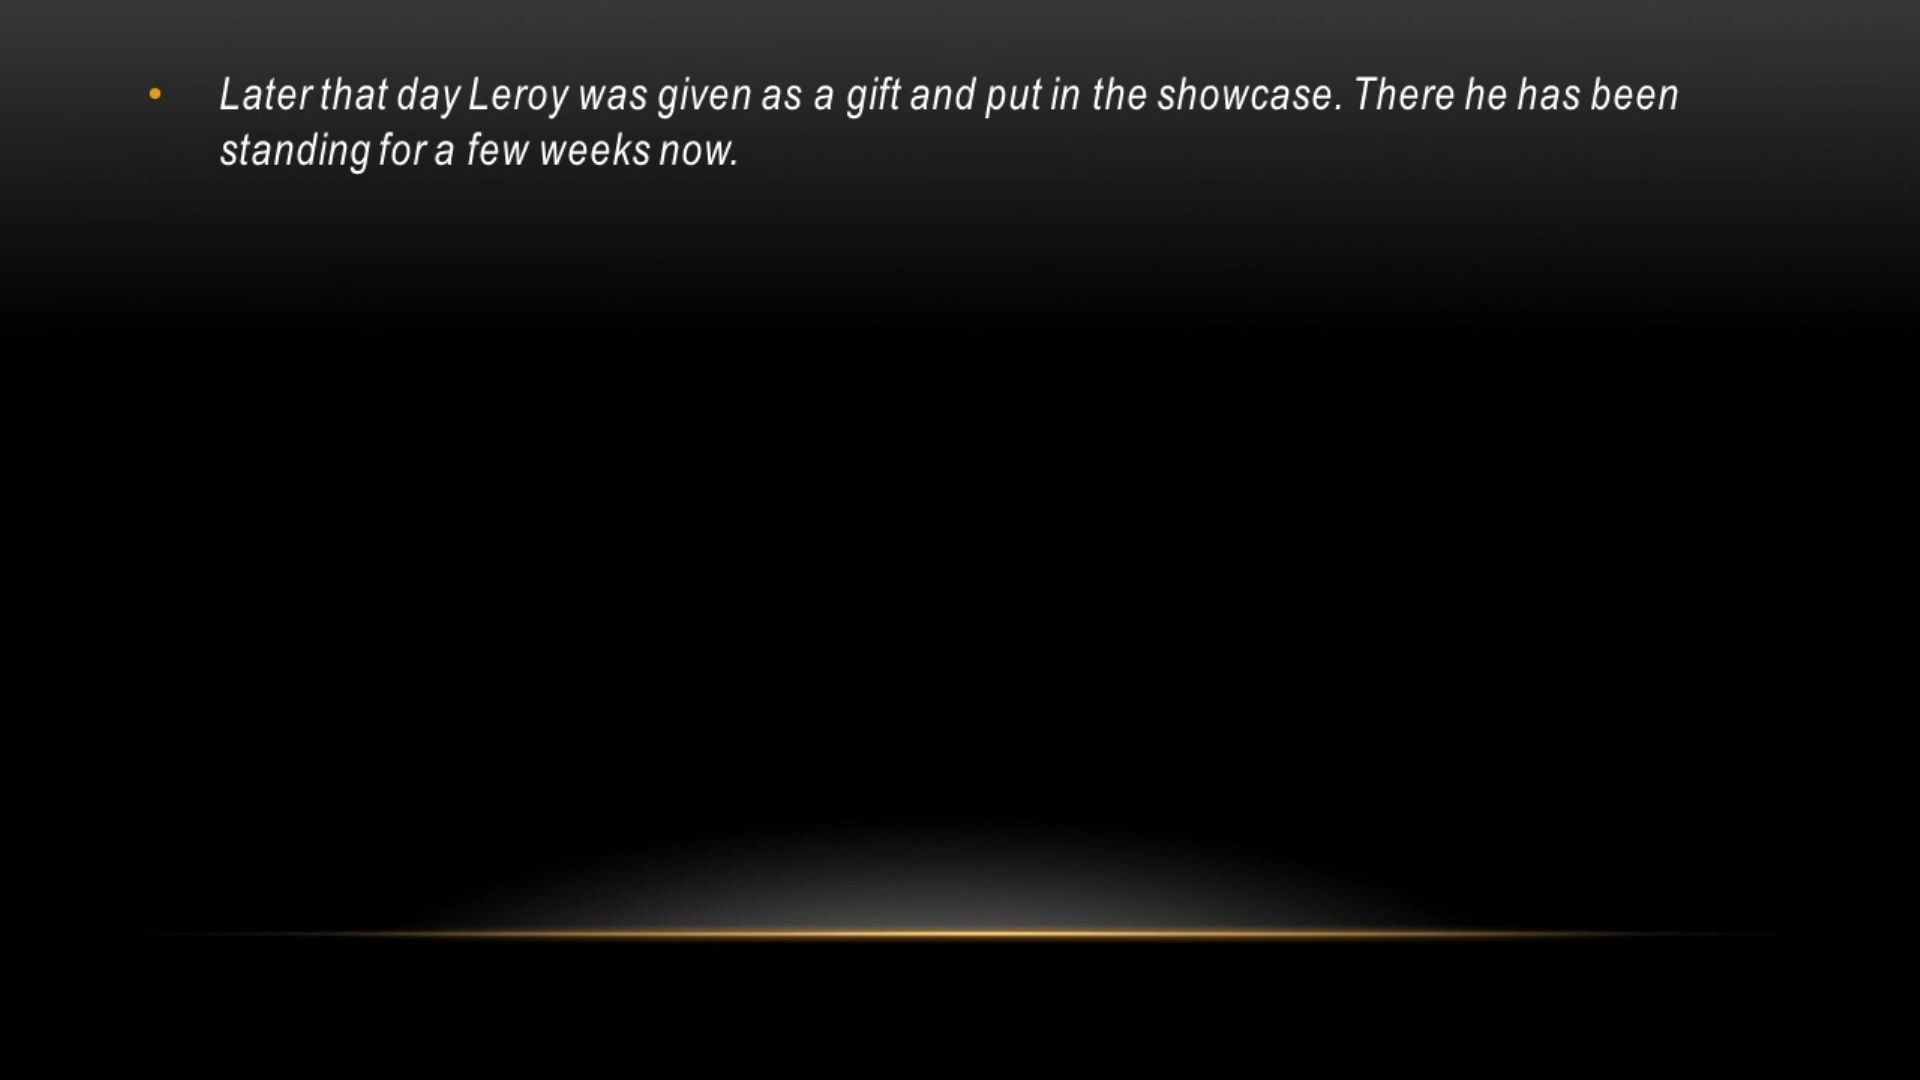 • Later that day Leroy was given as a gift and put in the showcase. There he has been
standing for a few weeks now.